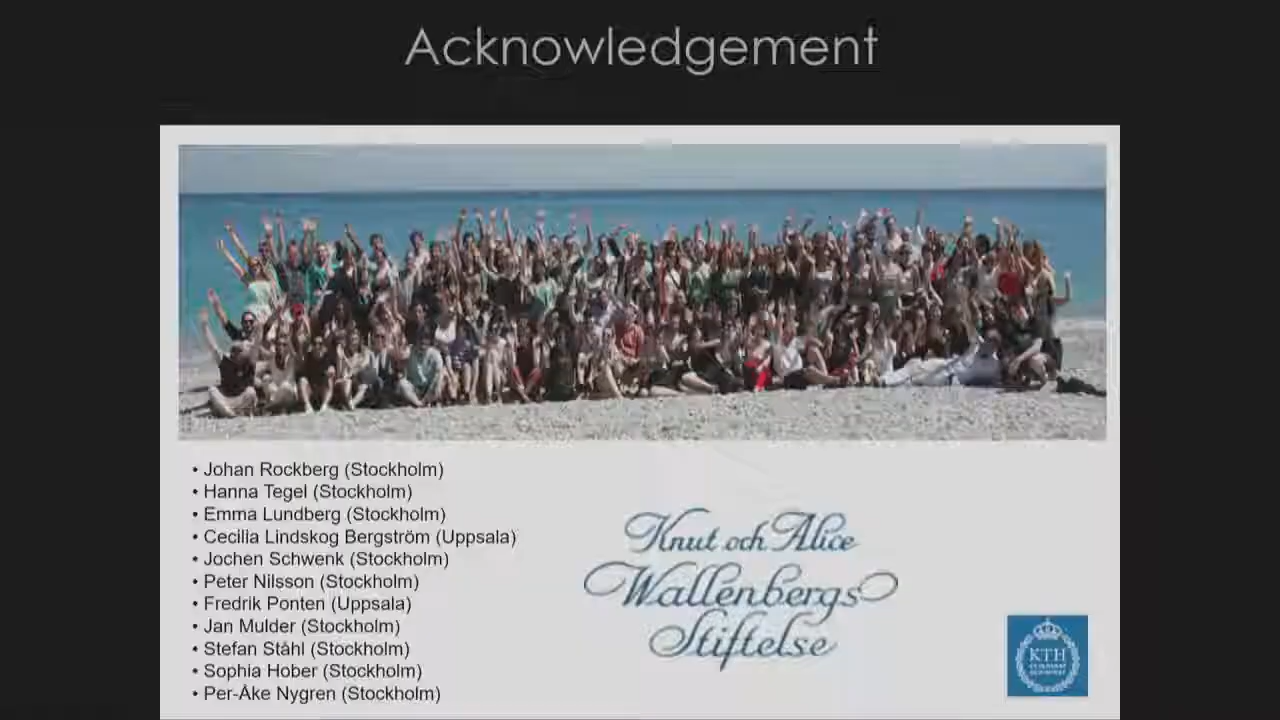 Acknowledgement
• Johan Rockberg (Stockholm)
• Hanna Tegel (Stockholm)
• Emma Lundberg (Stockholm)
• Cecilia Lindskog Bergström (Uppsala)
• Jochen Schwenk (Stockholm)
• Peter Nilsson (Stockholm)
• Fredrik Ponten (Uppsala)
• Jan Mulder (Stockholm)
• Stefan Ståhl (Stockholm)
• Sophia Hober (Stockholm)
• Per-Åke Nygren (Stockholm)
Knut och Alice
Wallenbergs
Stiftelse
KTH